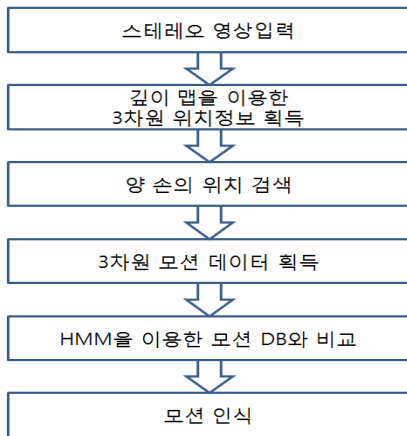 스테레오 영상입력
깊이 맵을 이용한
3차원 위치정보 획득
양 손의 위치 검색
3차원 모션 데이터 획득
HMM을 이용한 모션 DB와 비교
모션 인식